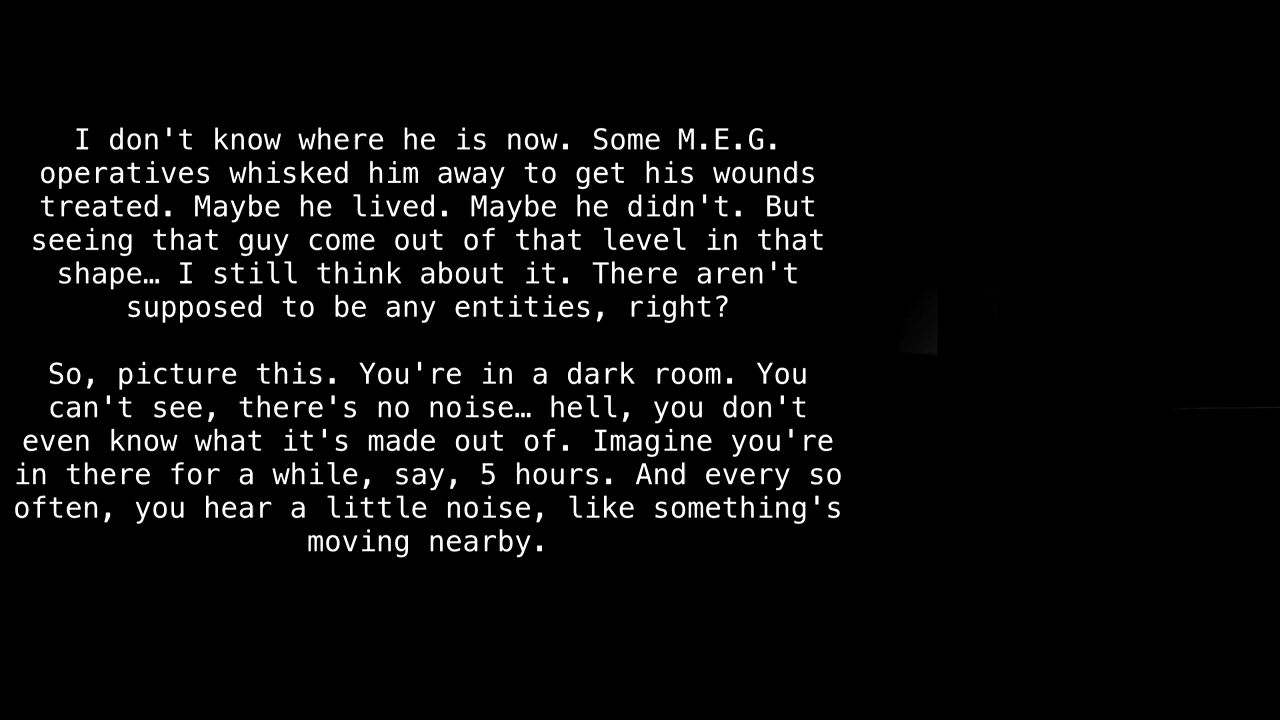 I don't know where he is now. Some M.E.G.
operatives whisked him away to get his wounds
treated. Maybe he lived. Maybe he didn't. But
seeing that guy come out of that level in that
shape… I still think about it. There aren't
supposed to be any entities, right?
So, picture this. You're in a dark room. You
can't see, there's no noise… hell, you don't
even know what it's made out of. Imagine you're
in there for a while, say, 5 hours. And every so
often, you hear a little noise, like something's
moving nearby.